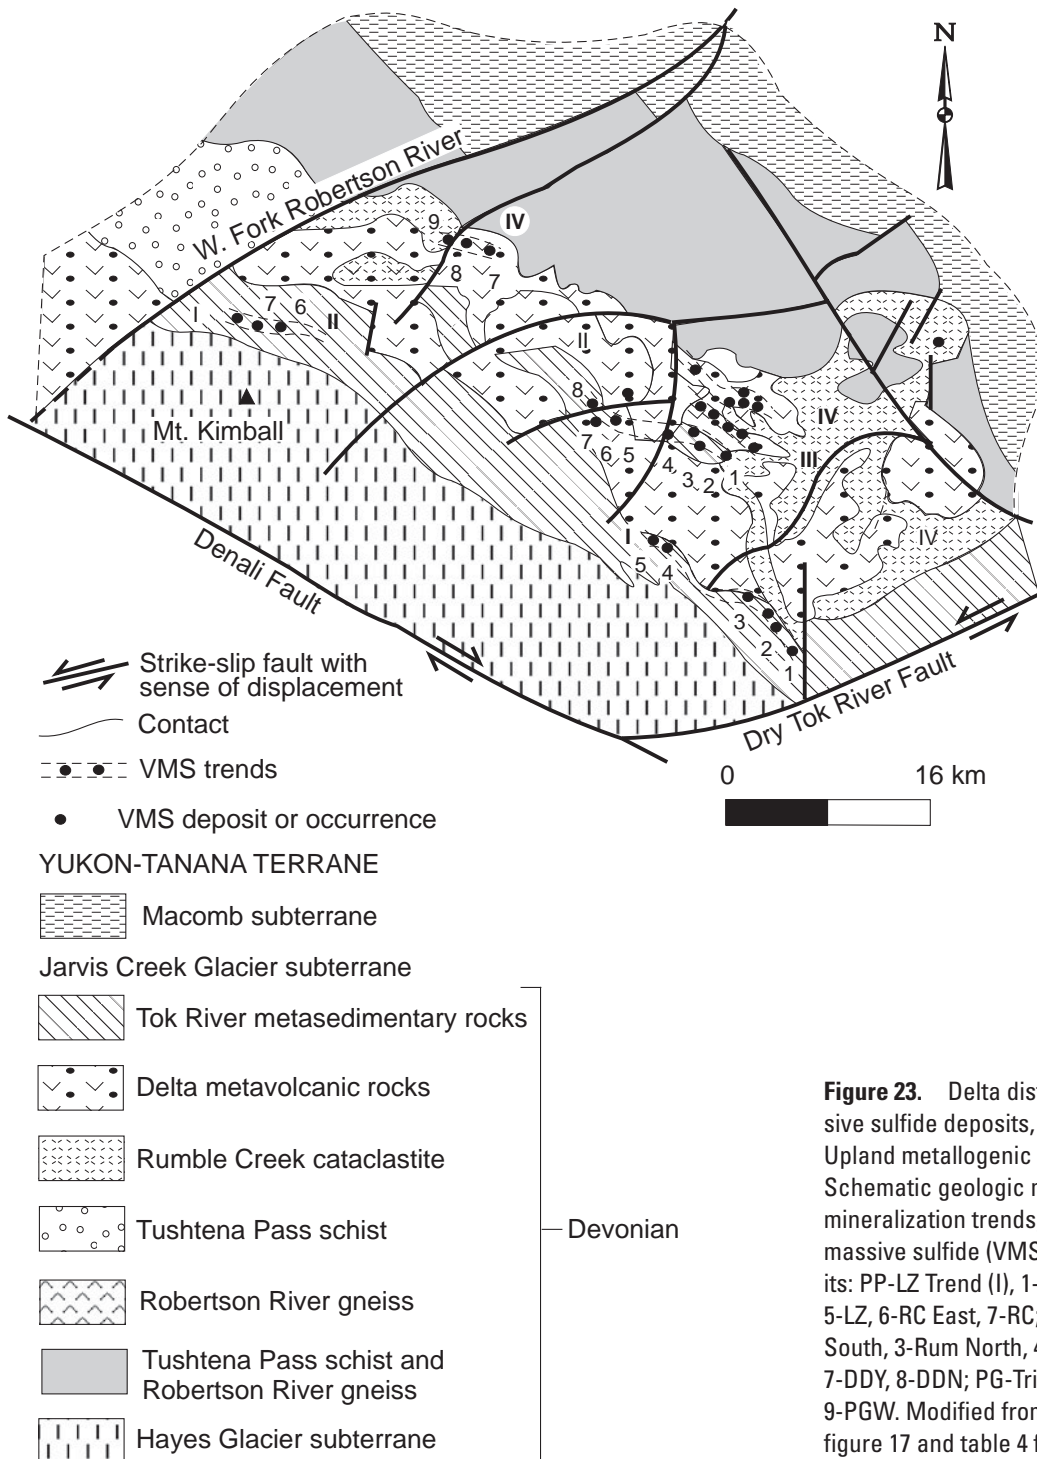 N
W. Fork Robertson River
9
IV
8
7
I
7
6
II
II
Mt. Kimball
8
7
6
5
4
3
2
1
IV
III
IV
I
5
4
3
2
1
Denali Fault
Dry Tok River Fault
0 16 km
Strike-slip fault with
sense of displacement
Contact
VMS trends
VMS deposit or occurrence
YUKON-TANANA TERRANE
Macomb subterrane
Jarvis Creek Glacier subterrane
Tok River metasedimentary rocks
Delta metavolcanic rocks
Rumble Creek cataclastite
Tushtena Pass schist
Robertson River gneiss
Tushtena Pass schist and
Robertson River gneiss
Hayes Glacier subterrane
Devonian
Figure 23. Delta dis
sive sulfide deposits,
Upland metallogenic
Schematic geologic
mineralization trends
massive sulfide (VMS
its: PP-LZ Trend (I), 1-
5-LZ, 6-RC East, 7-RC;
South, 3-Rum North, 4
7-DDY, 8-DDN; PG-Tri
9-PGW. Modified from
figure 17 and table 4